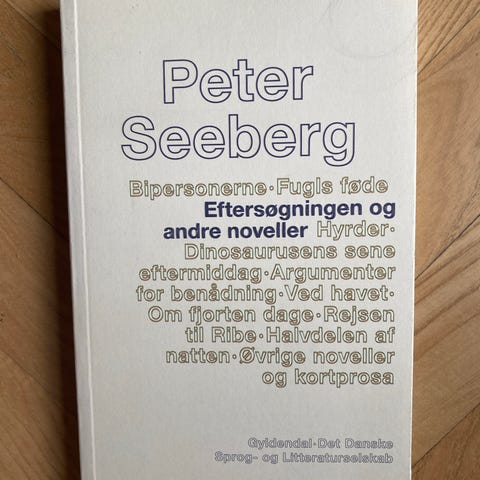 Peter
Seeberg
Bipersonerne·Fugls føde
Eftersøgningen og
andre noveller Hyrder·
Dinosaurusens sene
eftermiddag·Argumenter
for benådning·Ved havet·
Om fjorten dage·Rejsen
til Ribe·Halvdelen af
natten·Øvrige noveller
og kortprosa
Gyldendal·Det Danske
Sprog- og Litteraturselskab